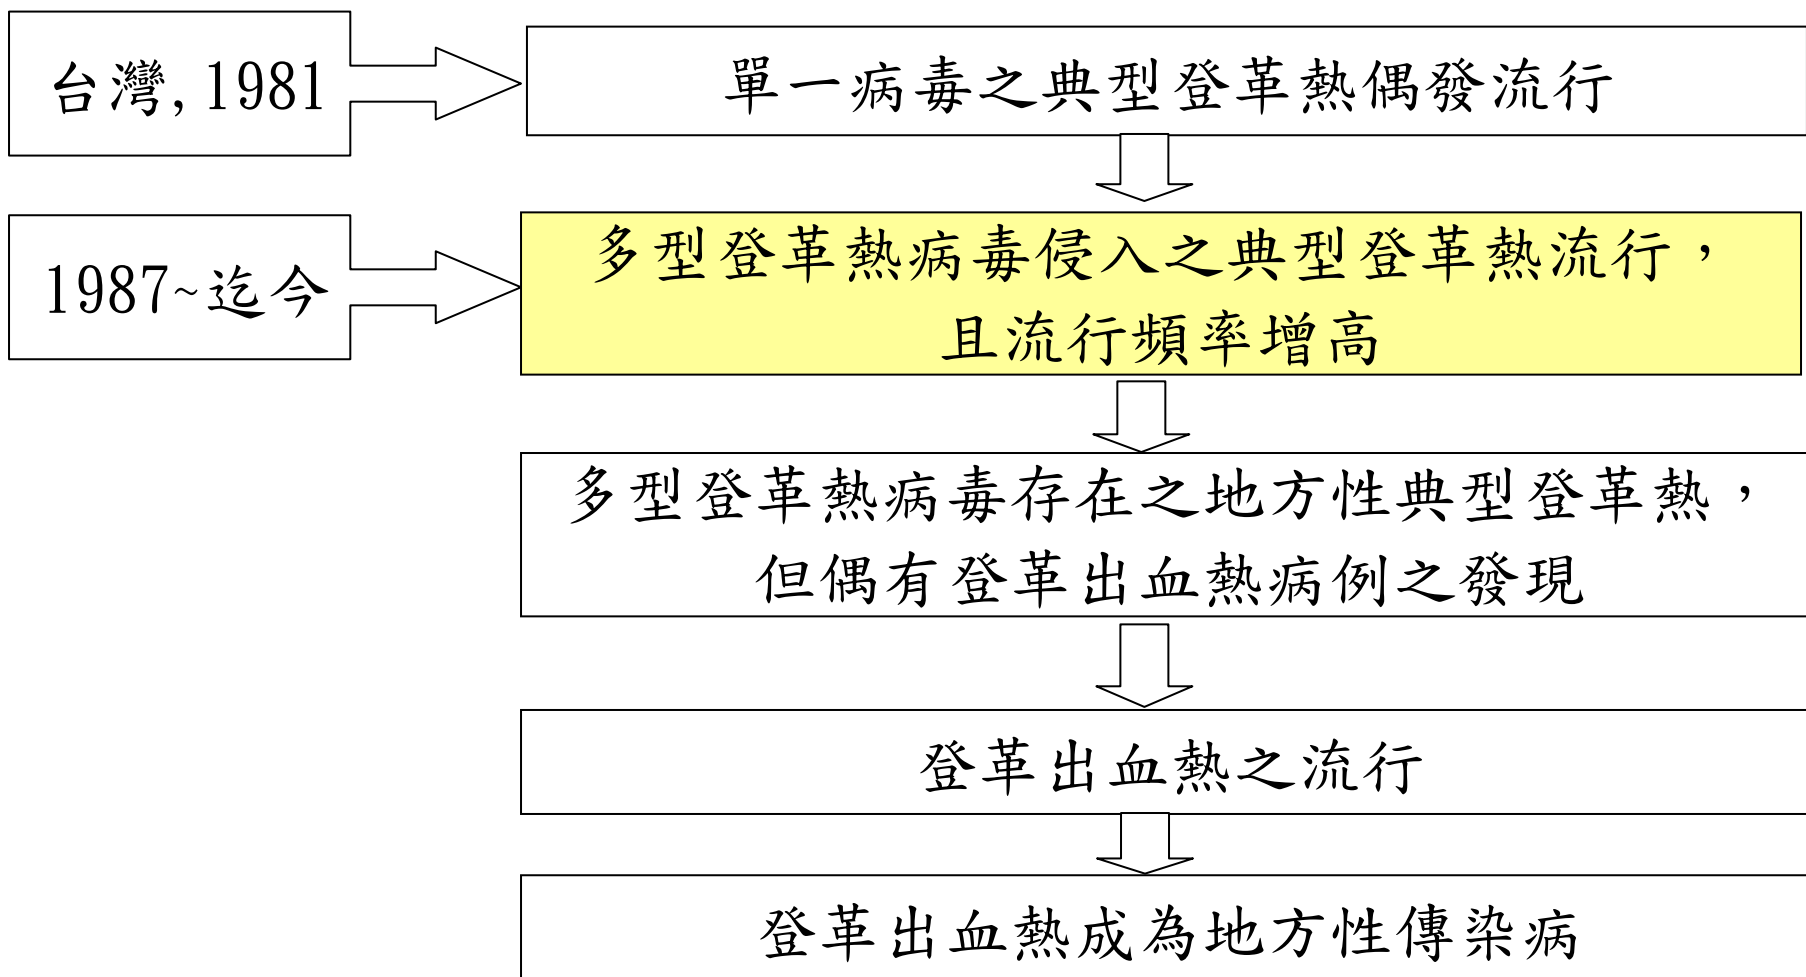 台灣,1981
單一病毒之典型登革熱偶發流行
1987~迄今
多型登革熱病毒侵入之典型登革熱流行，
且流行頻率增高
多型登革熱病毒存在之地方性典型登革熱，
但偶有登革出血熱病例之發現
登革出血熱之流行
登革出血熱成為地方性傳染病